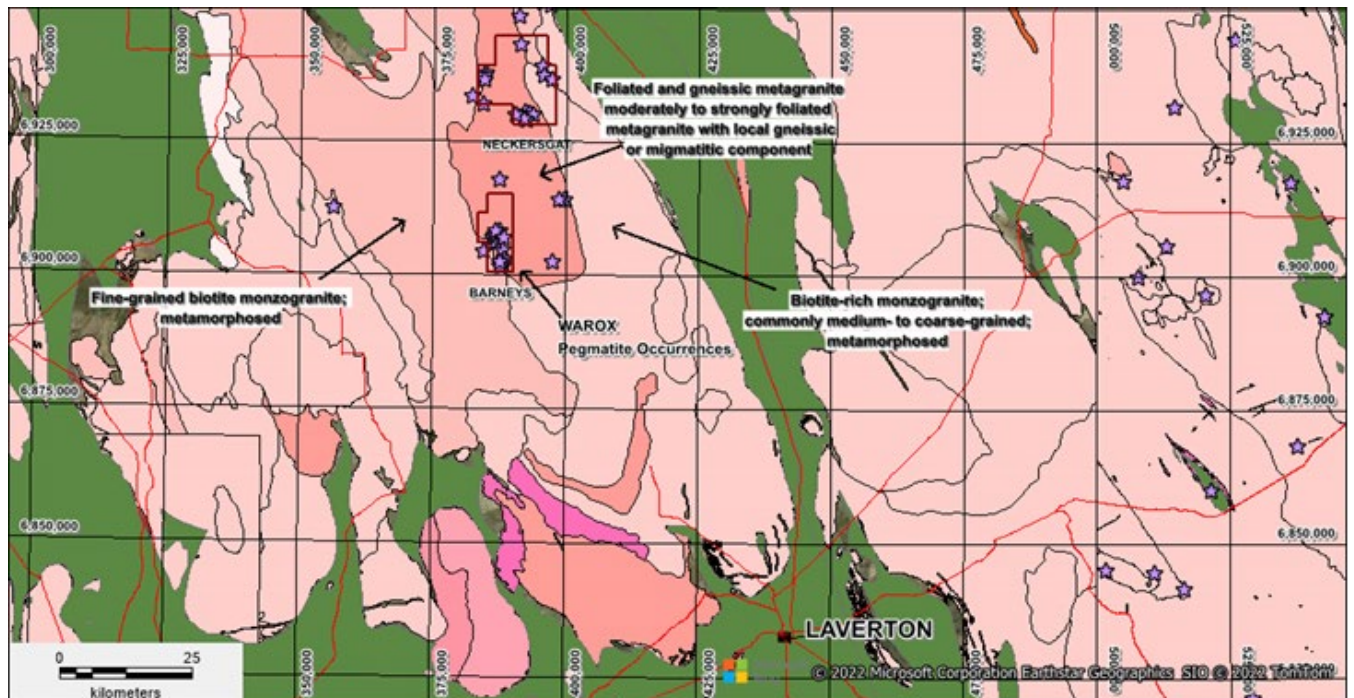 300,000
325,000
350,000
375,000
400,000
425,000
450,000
475,000
500,000
525,000
6,925,000
6,925,000
Foliated and gneissic metagranite
moderately to strongly foliated
metagranite with local gneissic
or migmatitic component
NECKERSGAT
6,900,000
6,900,000
Fine-grained biotite monzogranite;
metamorphosed
BARNEYS
WAROX
Pegmatite Occurrences
Biotite-rich monzogranite;
commonly medium- to coarse-grained;
metamorphosed
6,875,000
6,875,000
6,850,000
6,850,000
LAVERTON
0 25
kilometers
350,000
375,000
400,000
425,000
© 2022 Microsoft Corporation Earthstar Geographics SIO © 2022 TomTom